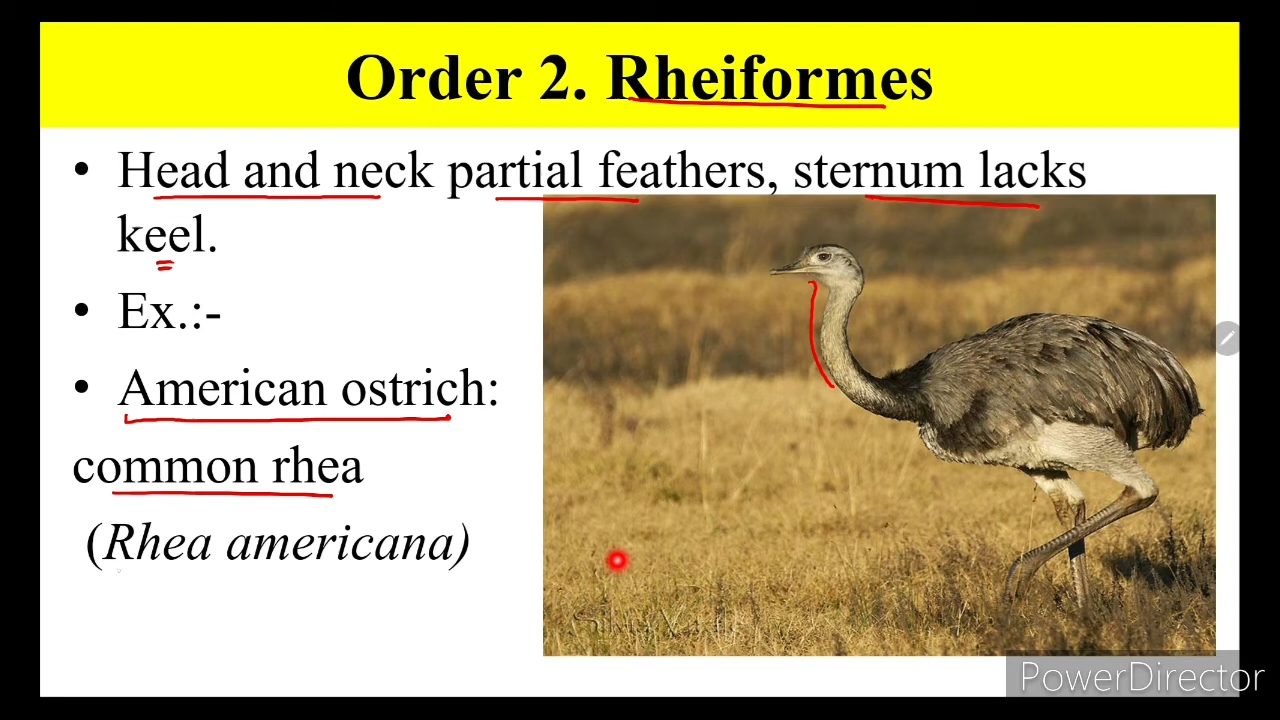 Order 2. Rheiformes
• Head and neck partial feathers, sternum lacks
keel.
• Ex.:-
• American ostrich:
common rhea
(Rhea americana)
PowerDirector